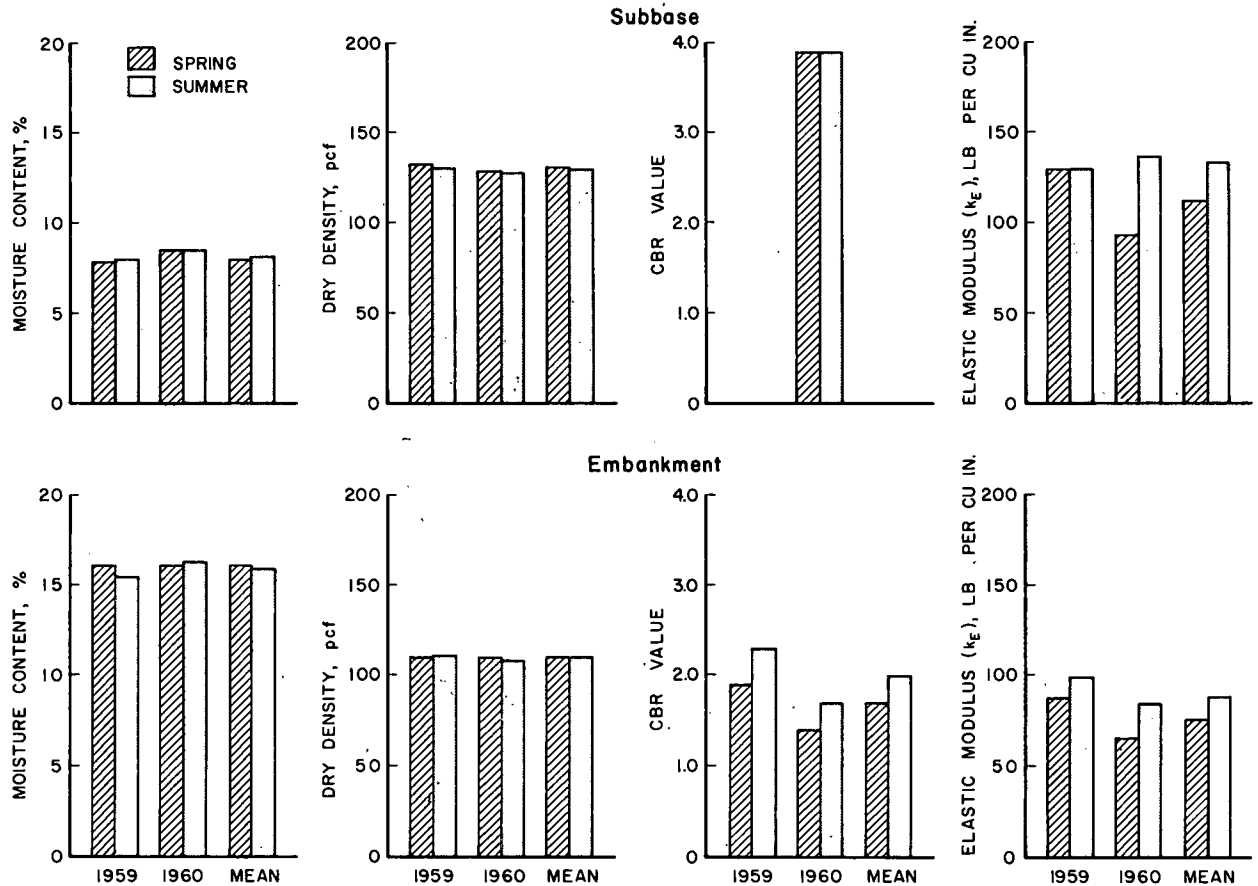 Subbase
SPRING
SUMMER
MOISTURE CONTENT, %
20
15
10
5
0
DRY DENSITY, pcf
200
150
100
50
0
CBR VALUE
4.0
3.0
2.0
1.0
0
ELASTIC MODULUS (kE), LB PER CU IN.
200
150
100
50
0
Embankment
MOISTURE CONTENT, %
20
15
10
5
0
1959 1960 MEAN
DRY DENSITY, pcf
200
150
100
50
0
1959 1960 MEAN
CBR VALUE
4.0
3.0
2.0
1.0
0
1959 1960 MEAN
ELASTIC MODULUS (kE), LB PER CU IN.
200
150
100
50
0
1959 1960 MEAN